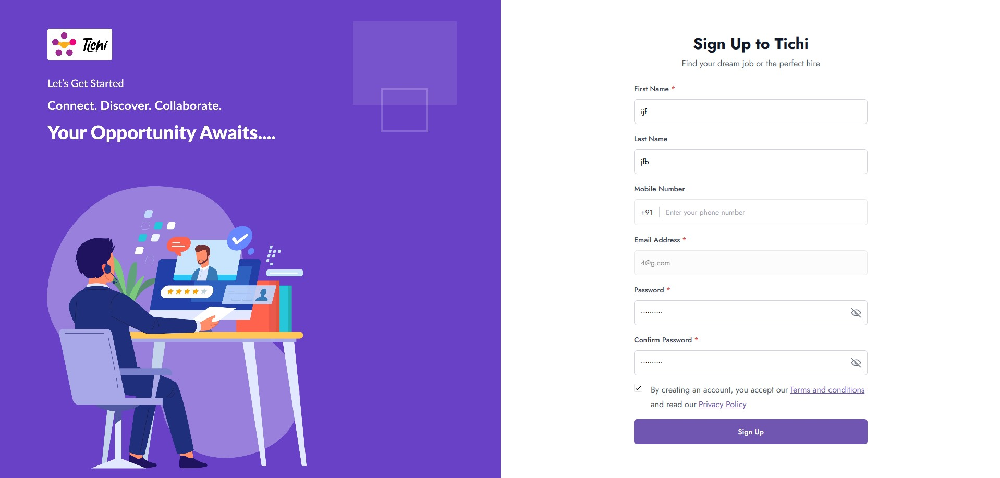 Tichi
Let's Get Started
Connect. Discover. Collaborate.
Your Opportunity Awaits....
Sign Up to Tichi
Find your dream job or the perfect hire
First Name *
ijf
Last Name
jfb
Mobile Number
+91 Enter your phone number
Email Address *
4@g.com
Password *
··········
Confirm Password *
··········
By creating an account, you accept our Terms and conditions
and read our Privacy Policy
Sign Up